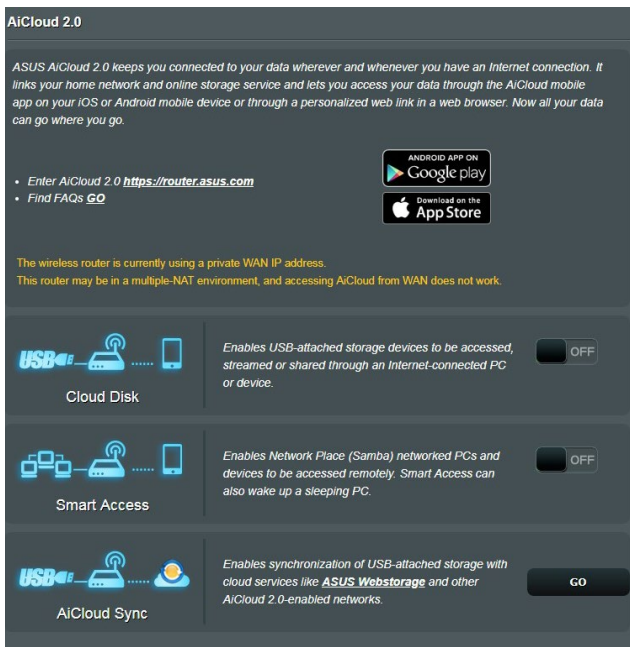 AiCloud 2.0
ASUS AiCloud 2.0 keeps you connected to your data wherever and whenever you have an Internet connection. It
links your home network and online storage service and lets you access your data through the AiCloud mobile
app on your iOS or Android mobile device or through a personalized web link in a web browser. Now all your data
can go where you go.
ANDROID APP ON
Google play
Enter AiCloud 2.0 https://router.asus.com
Find FAQs GO
Download on the
App Store
The wireless router is currently using a private WAN IP address.
This router may be in a multiple-NAT environment, and accessing AiCloud from WAN does not work.
USB
Cloud Disk
Enables USB-attached storage devices to be accessed,
streamed or shared through an Internet-connected PC
or device.
OFF
Smart Access
Enables Network Place (Samba) networked PCs and
devices to be accessed remotely. Smart Access can
also wake up a sleeping PC.
OFF
USB
AiCloud Sync
Enables synchronization of USB-attached storage with
cloud services like ASUS Webstorage and other
AiCloud 2.0-enabled networks.
GO